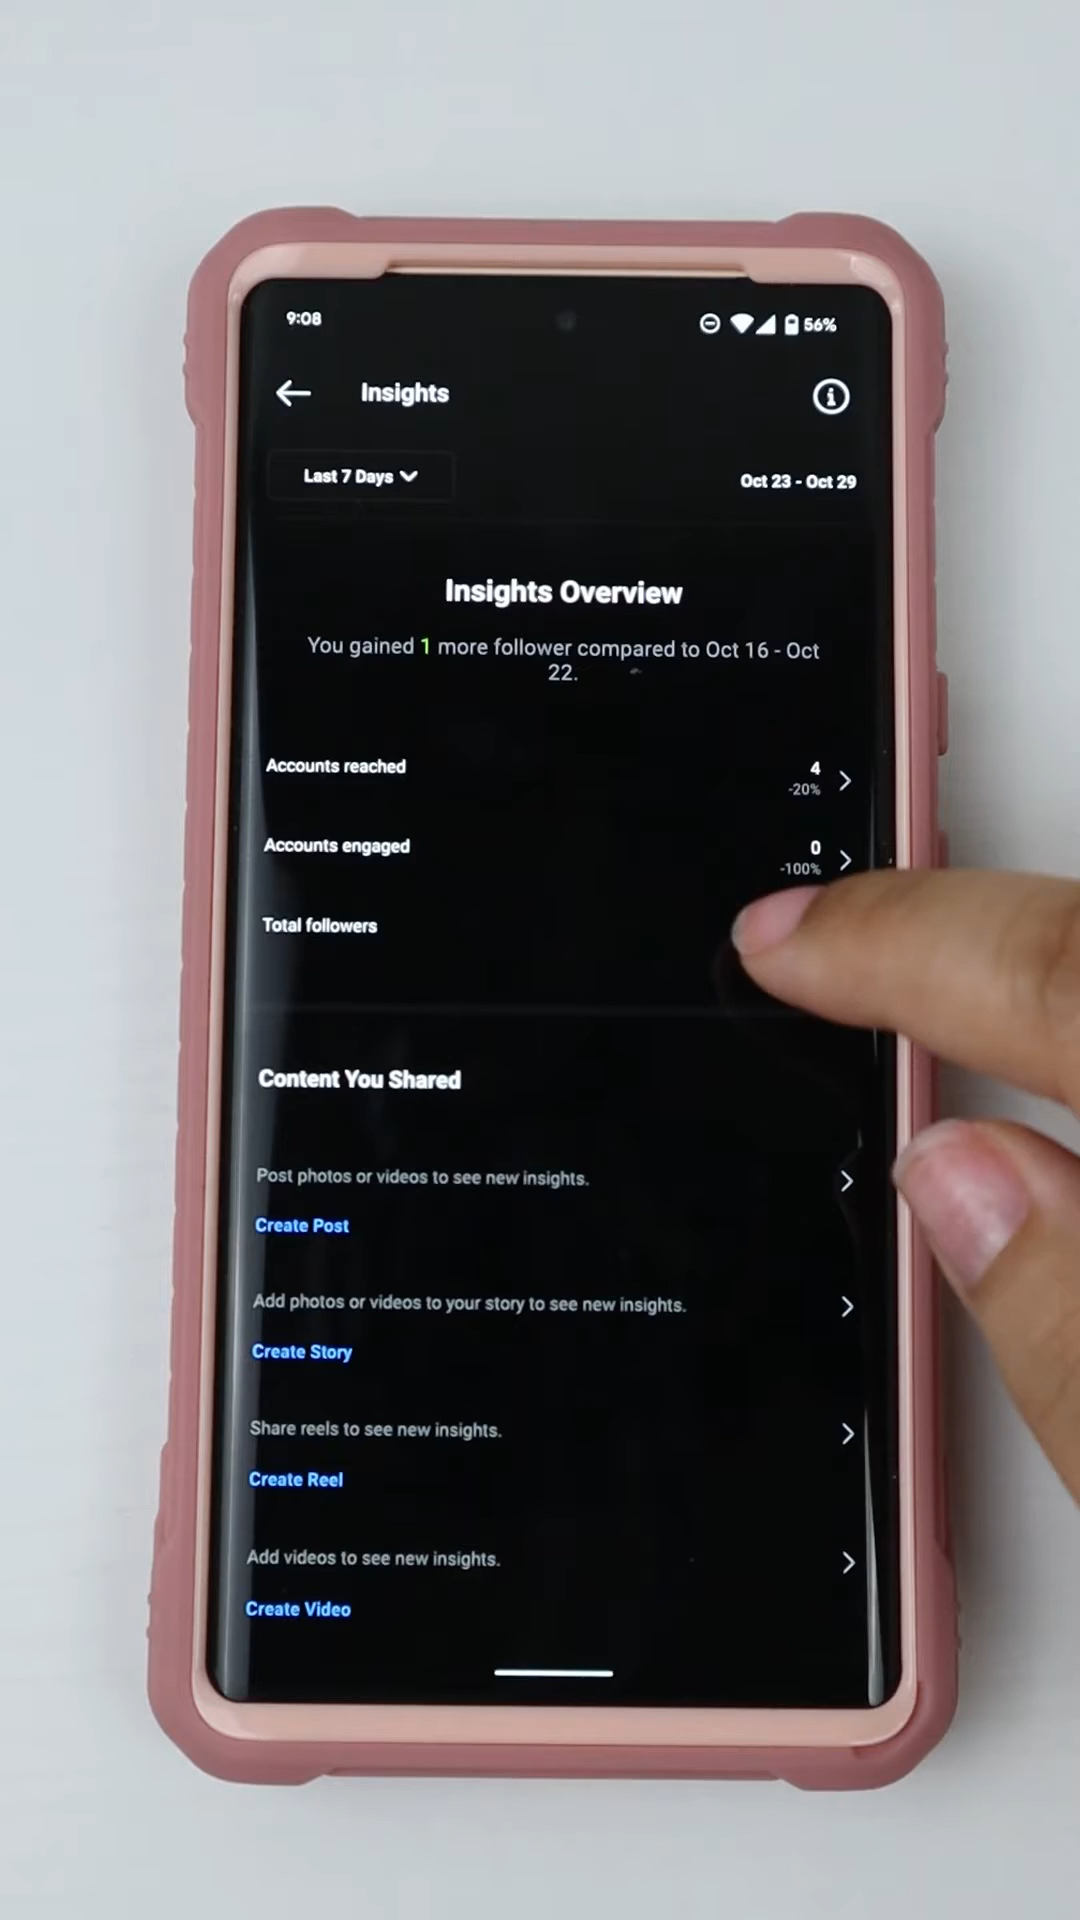 9:08
56%
Insights
Last 7 Days
Oct 23 - Oct 29
Insights Overview
You gained 1 more follower compared to Oct 16 - Oct
22.
Accounts reached
4
-20%
Accounts engaged
0
-100%
Total followers
Content You Shared
Post photos or videos to see new insights.
Create Post
Add photos or videos to your story to see new insights.
Create Story
Share reels to see new insights.
Create Reel
Add videos to see new insights.
Create Video